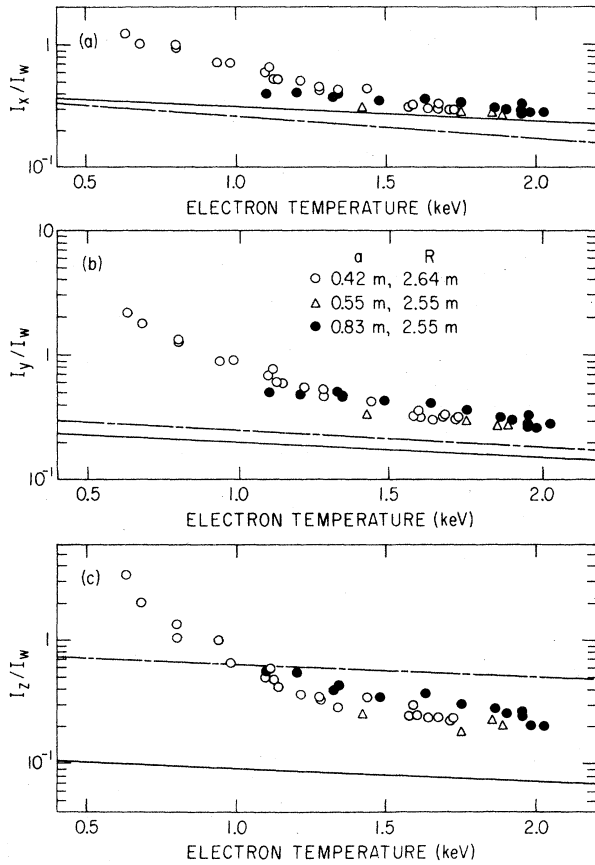 (a)
I_x/I_w
1
10⁻¹
0.5 1.0 1.5 2.0
ELECTRON TEMPERATURE (keV)
(b)
I_y/I_w
10
1
10⁻¹
a R
○ 0.42 m, 2.64 m
△ 0.55 m, 2.55 m
● 0.83 m, 2.55 m
0.5 1.0 1.5 2.0
ELECTRON TEMPERATURE (keV)
(c)
I_z/I_w
1
10⁻¹
0.5 1.0 1.5 2.0
ELECTRON TEMPERATURE (keV)